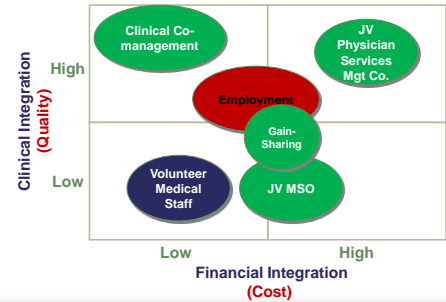 Clinical Integration
(Quality)
High
Low
Clinical Co-
management
JV
Physician
Services
Mgt Co.
Employment
Gain-
Sharing
Volunteer
Medical
Staff
JV MSO
Low
High
Financial Integration
(Cost)